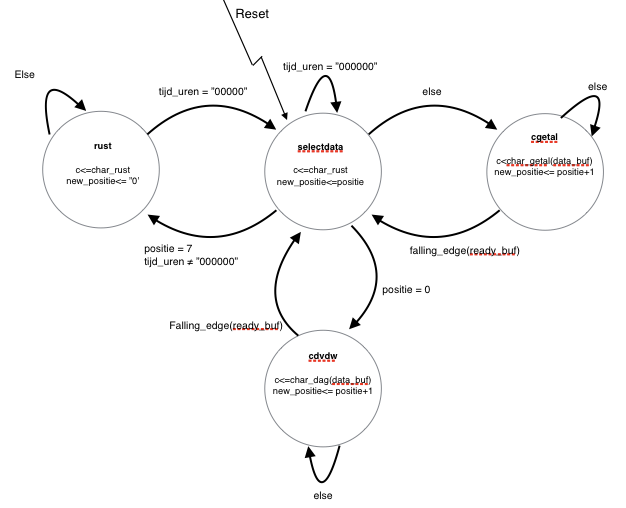 Reset
tijd_uren = "000000"
Else
tijd_uren = "00000"
else
else
rust
c<=char_rust
new_positie<= "0'
selectdata
c<=char_rust
new_positie<=positie
cgetal
c<char_getal(data_buf)
new_positie<= positie+1
positie = 7
tijd_uren ≠ "000000"
falling_edge(ready_buf)
positie = 0
Falling_edge(ready_buf)
cdvdw
c<=char_dag(data_buf)
new_positie<= positie+1
else